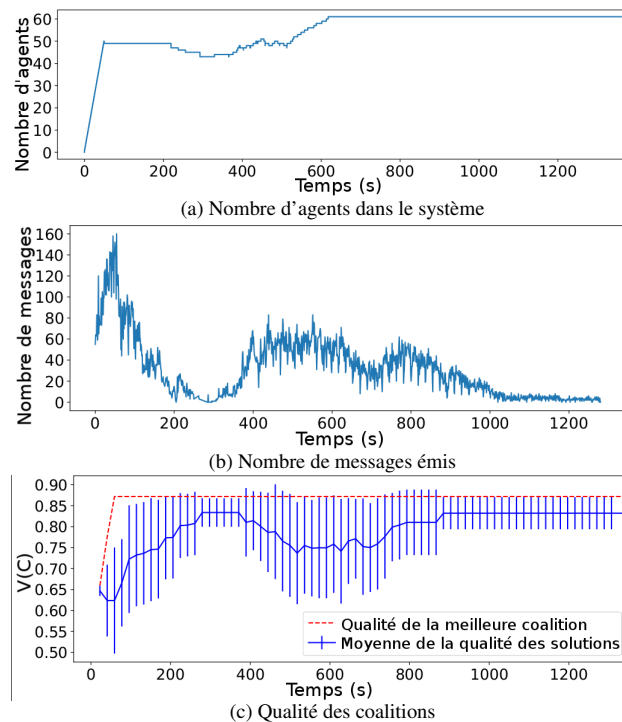 60
50
40
30
20
10
0
Nombre d'agents
0 200 400 600 800 1000 1200
Temps (s)
(a) Nombre d'agents dans le système
160
140
120
100
80
60
40
20
0
Nombre de messages
0 200 400 600 800 1000 1200
Temps (s)
(b) Nombre de messages émis
0.90
0.85
0.80
0.75
0.70
0.65
0.60
0.55
0.50
V(C)
Qualité de la meilleure coalition
Moyenne de la qualité des solutions
0 200 400 600 800 1000 1200
Temps (s)
(c) Qualité des coalitions